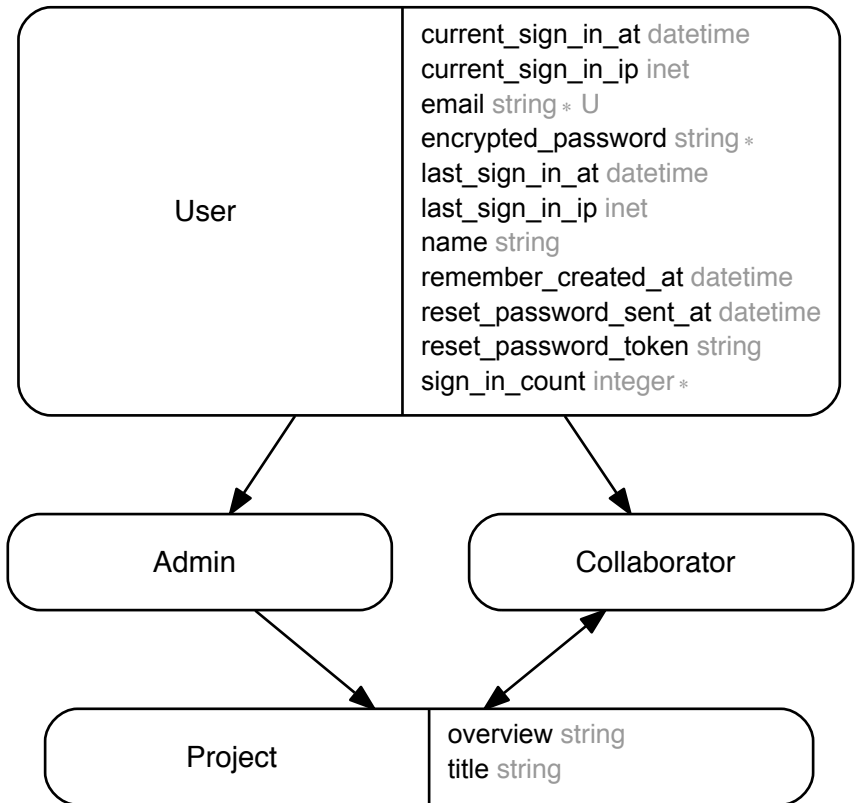 User
current_sign_in_at datetime
current_sign_in_ip inet
email string * U
encrypted_password string *
last_sign_in_at datetime
last_sign_in_ip inet
name string
remember_created_at datetime
reset_password_sent_at datetime
reset_password_token string
sign_in_count integer *
Admin
Collaborator
Project
overview string
title string